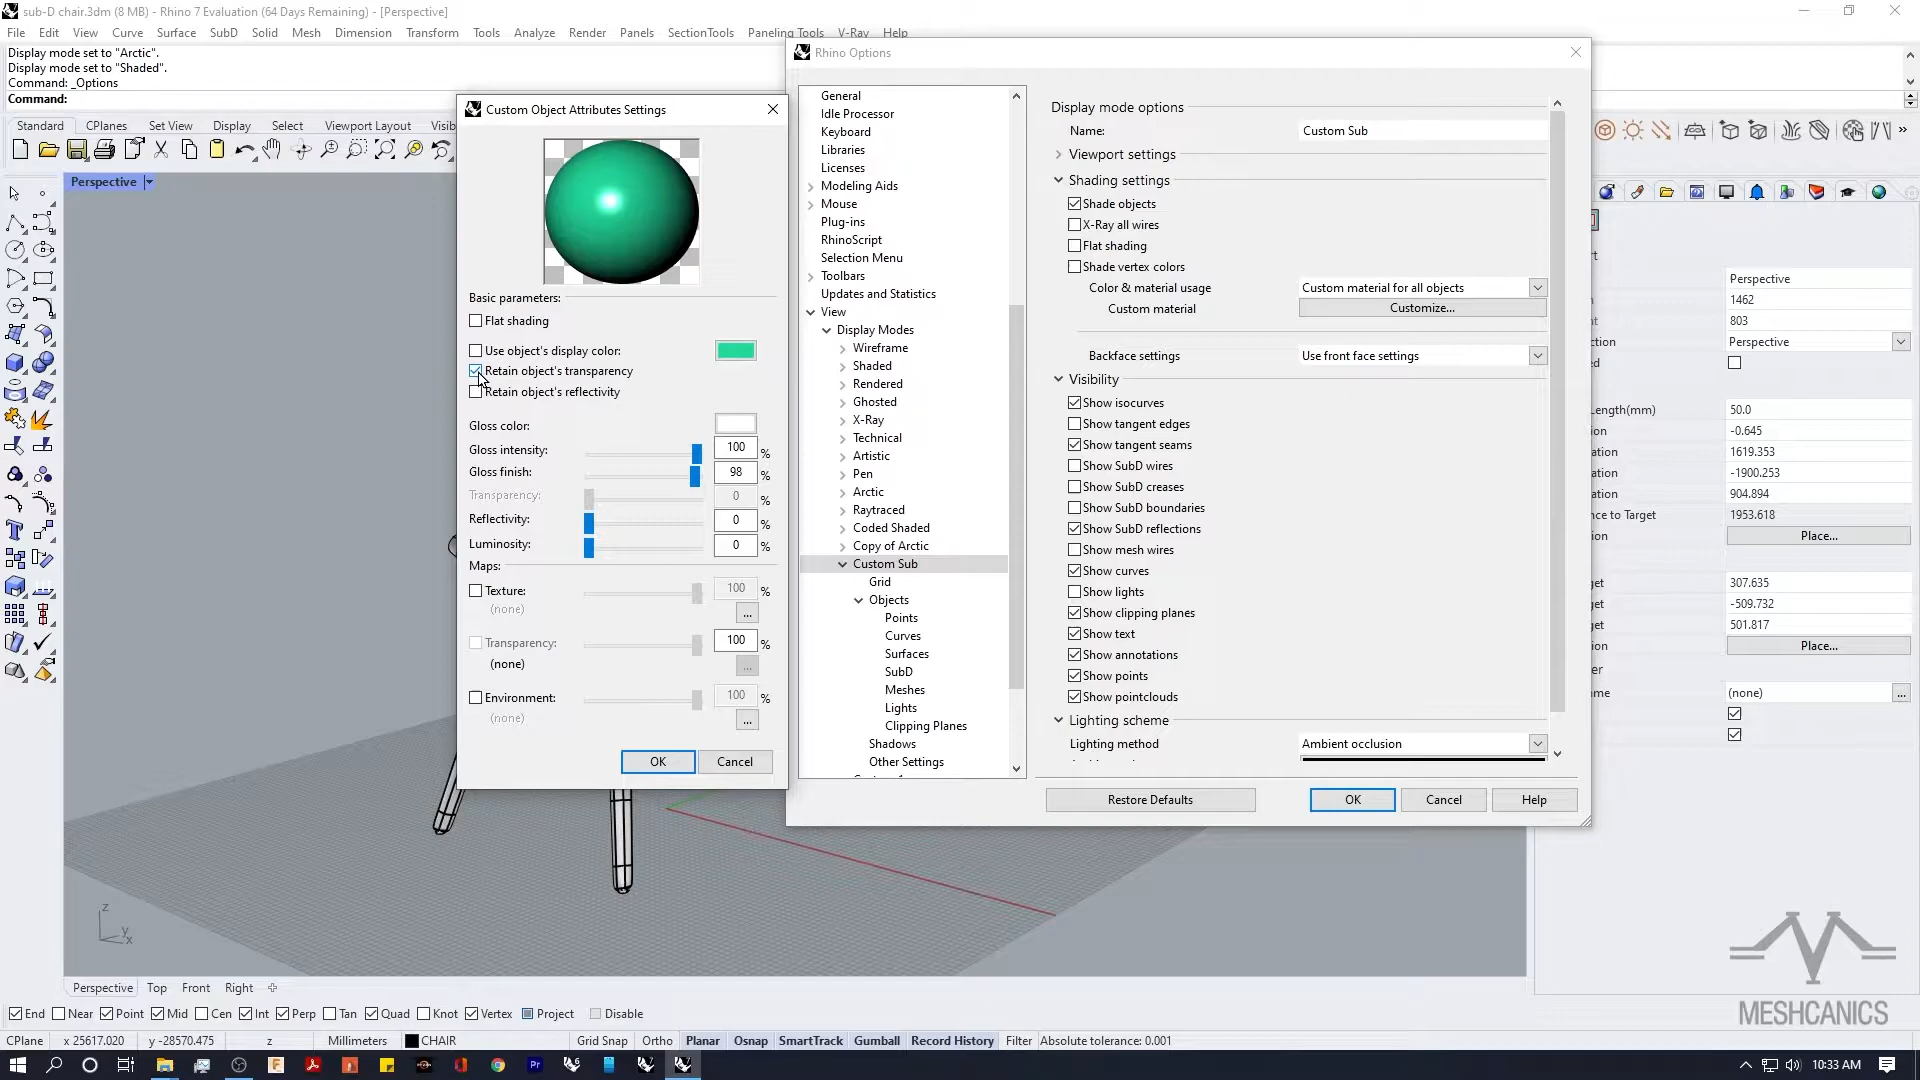 sub-D chair.3dm (8 MB) - Rhino 7 Evaluation (64 Days Remaining) - [Perspective]
File Edit View Curve Surface SubD Solid Mesh Dimension Transform Tools Analyze Render Panels SectionTools Paneling Tools V-Ray Help
Display mode set to "Arctic".
Display mode set to "Shaded".
Command: _Options
Command:
Standard CPlanes Set View Display Select Viewport Layout
Perspective
Custom Object Attributes Settings
Basic parameters:
Flat shading
Use object's display color:
Retain object's transparency
Retain object's reflectivity
Gloss color:
Gloss intensity: 100 %
Gloss finish: 98 %
Transparency: 0 %
Reflectivity: 0 %
Luminosity: 0 %
Maps:
Texture: 100 %
(none) ...
Transparency: 100 %
(none) ...
Environment: 100 %
(none) ...
OK Cancel
Rhino Options
General
Idle Processor
Keyboard
Libraries
Licenses
Modeling Aids
Mouse
Plug-ins
RhinoScript
Selection Menu
Toolbars
Updates and Statistics
View
Display Modes
Wireframe
Shaded
Rendered
Ghosted
X-Ray
Technical
Artistic
Pen
Arctic
Raytraced
Coded Shaded
Copy of Arctic
Custom Sub
Grid
Objects
Points
Curves
Surfaces
SubD
Meshes
Lights
Clipping Planes
Shadows
Other Settings
Display mode options
Name: Custom Sub
Viewport settings
Shading settings
Shade objects
X-Ray all wires
Flat shading
Shade vertex colors
Color & material usage Custom material for all objects
Custom material Customize...
Backface settings Use front face settings
Visibility
Show isocurves
Show tangent edges
Show tangent seams
Show SubD wires
Show SubD creases
Show SubD boundaries
Show SubD reflections
Show mesh wires
Show curves
Show lights
Show clipping planes
Show text
Show annotations
Show points
Show pointclouds
Lighting scheme
Lighting method Ambient occlusion
Restore Defaults OK Cancel Help
Perspective
1462
803
Perspective
50.0
-0.645
1619.353
-1900.253
904.894
1953.618
Place...
307.635
-509.732
501.817
Place...
(none) ...
z
y
x
MESHCANICS
Perspective Top Front Right
End Near Point Mid Cen Int Perp Tan Quad Knot Vertex Project Disable
CPlane x 25617.020 y -28570.475 z Millimeters CHAIR Grid Snap Ortho Planar Osnap SmartTrack Gumball Record History Filter Absolute tolerance: 0.001
10:33 AM